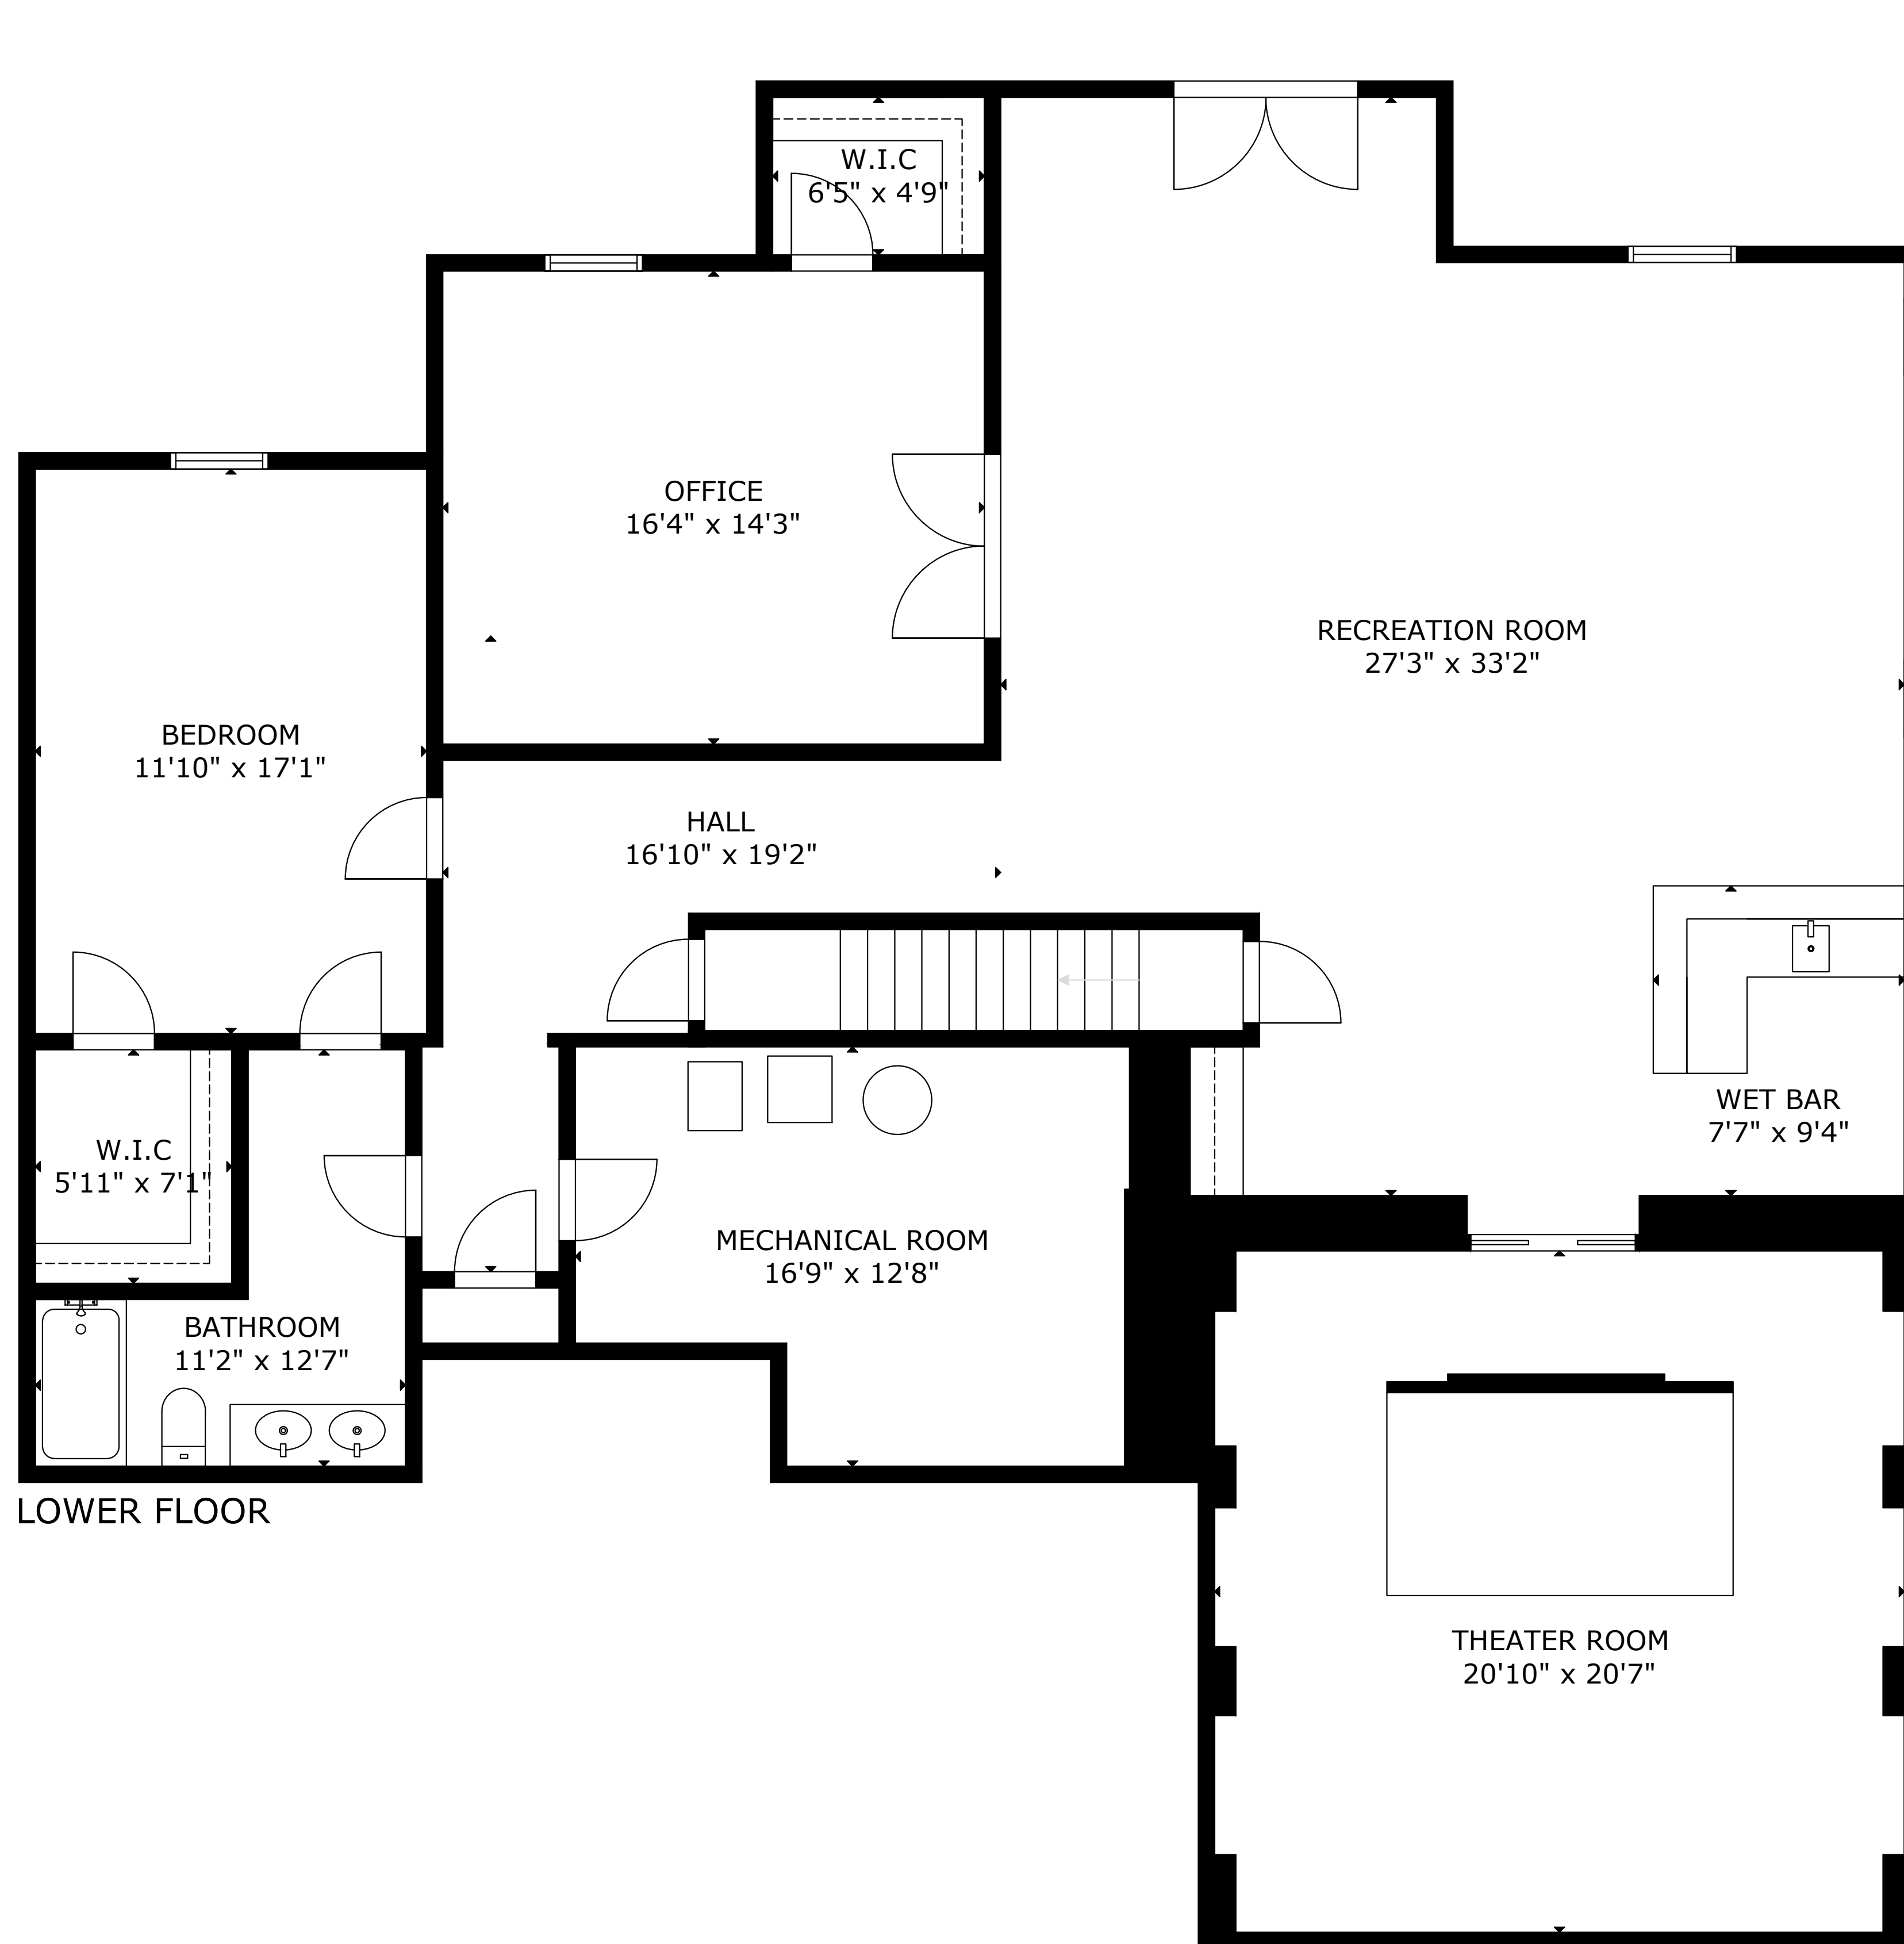 W.I.C
6'5" x 4'9"
OFFICE
16'4" x 14'3"
RECREATION ROOM
27'3" x 33'2"
BEDROOM
11'10" x 17'1"
HALL
16'10" x 19'2"
WET BAR
7'7" x 9'4"
W.I.C
5'11" x 7'1"
MECHANICAL ROOM
16'9" x 12'8"
BATHROOM
11'2" x 12'7"
LOWER FLOOR
THEATER ROOM
20'10" x 20'7"